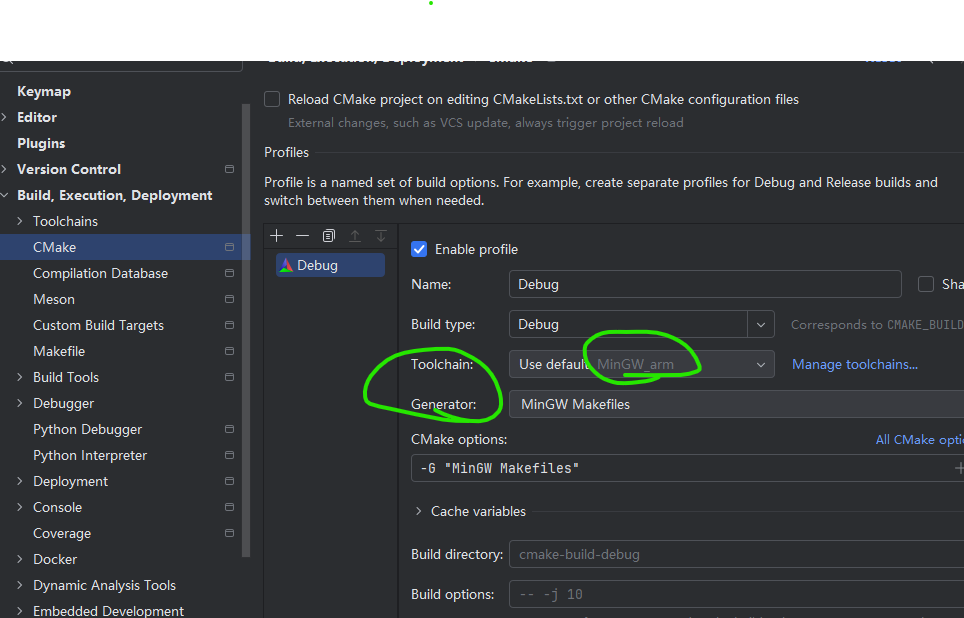 Keymap
Editor
Plugins
Version Control
Build, Execution, Deployment
Toolchains
CMake
Compilation Database
Meson
Custom Build Targets
Makefile
Build Tools
Debugger
Python Debugger
Python Interpreter
Deployment
Console
Coverage
Docker
Dynamic Analysis Tools
Embedded Development
Reload CMake project on editing CMakeLists.txt or other CMake configuration files
External changes, such as VCS update, always trigger project reload
Profiles
Profile is a named set of build options. For example, create separate profiles for Debug and Release builds and
switch between them when needed.
Debug
Enable profile
Name: Debug Sha
Build type: Debug Corresponds to CMAKE_BUILD
Toolchain: Use default MinGW_arm Manage toolchains...
Generator: MinGW Makefiles
CMake options: All CMake optio
-G "MinGW Makefiles"
Cache variables
Build directory: cmake-build-debug
Build options: -- -j 10